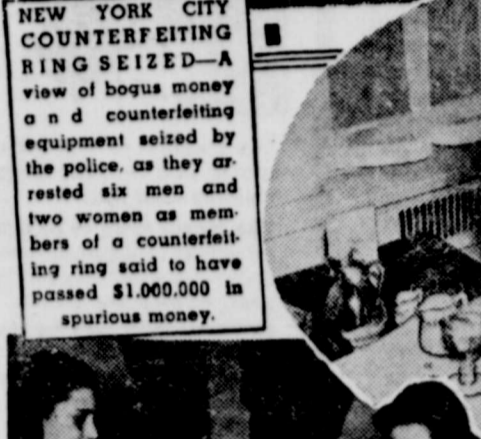 NEW YORK CITY
COUNTERFEITING
RING SEIZED—A
view of bogus money
and counterfeiting
equipment seized by
the police, as they ar-
rested six men and
two women as mem-
bers of a counterfeit-
ing ring said to have
passed $1.000.000 in
spurious money.